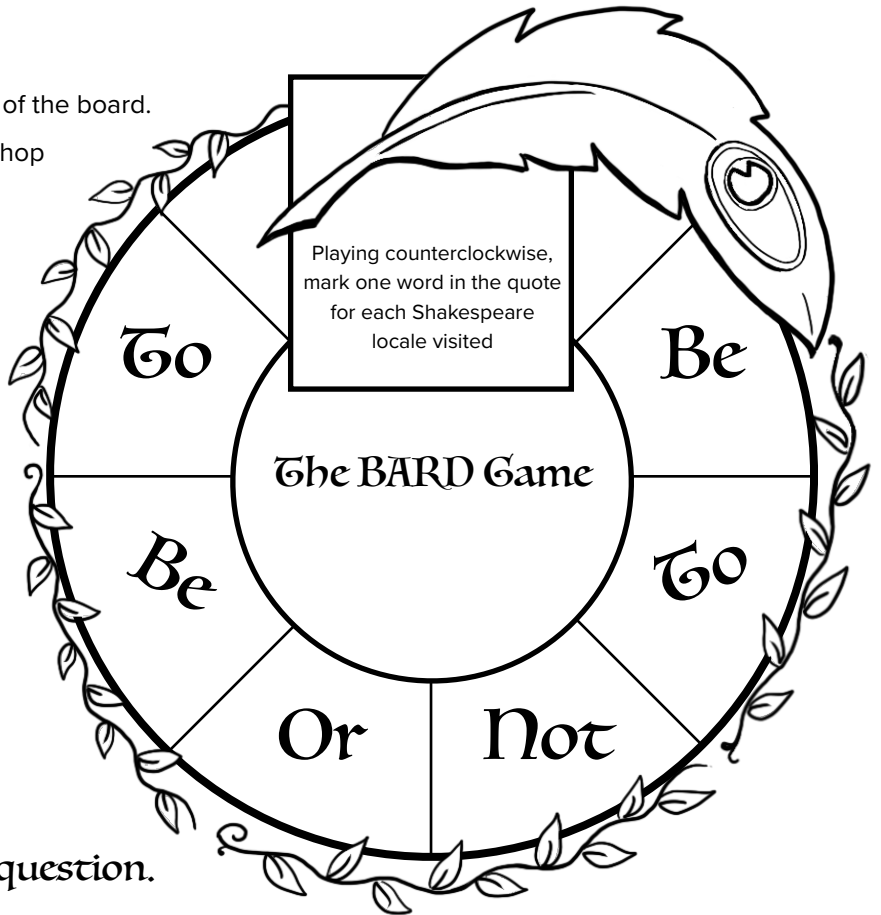 of the board.
hop
Playing counterclockwise,
mark one word in the quote
for each Shakespeare
locale visited
To
Be
The BARD Game
Be
To
Or
Not
question.